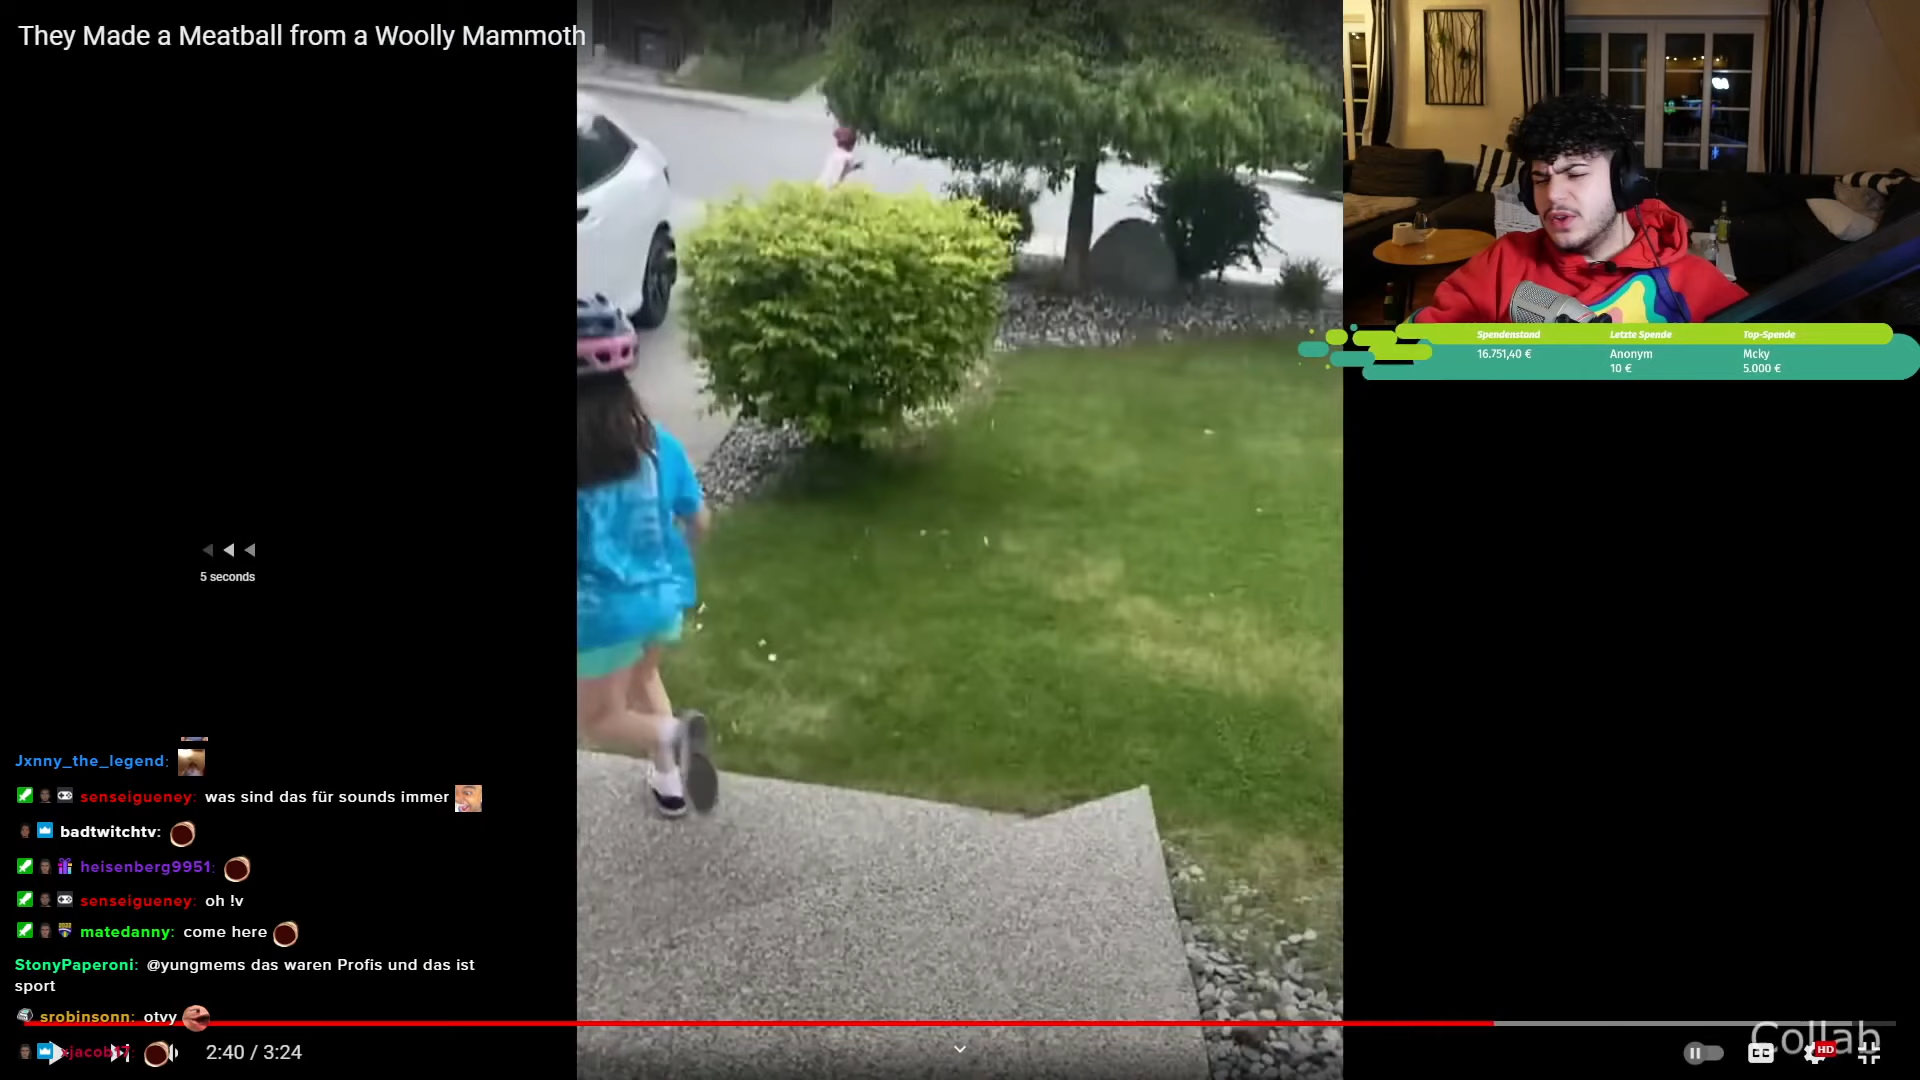 They Made a Meatball from a Woolly Mammoth
Spendenstand
Letzte Spende
Top-Spende
16.751,40 €
Anonym
Mcky
10 €
5.000 €
5 seconds
Jxnny_the_legend:
senseigueney: was sind das für sounds immer
badtwitchtv:
heisenberg9951:
senseigueney: oh !v
matedanny: come here
StonyPaperoni: @yungmems das waren Profis und das ist
sport
srobinsonn: otvy
2:40 / 3:24
Collab
CC
HD